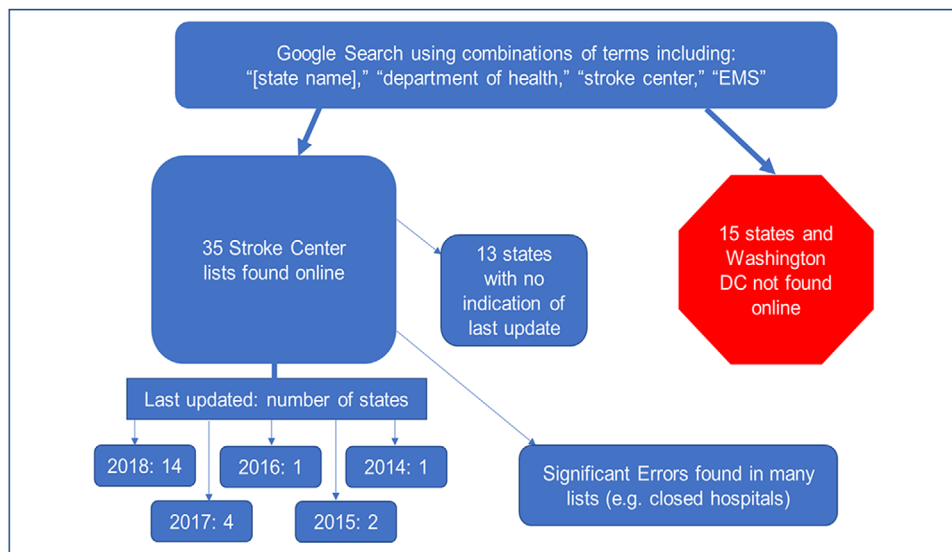 Google Search using combinations of terms including:
“[state name],” “department of health,” “stroke center,” “EMS”
35 Stroke Center
lists found online
13 states
with no
indication of
last update
15 states and
Washington
DC not found
online
Last updated: number of states
2018: 14
2016: 1
2014: 1
2017: 4
2015: 2
Significant Errors found in many
lists (e.g. closed hospitals)